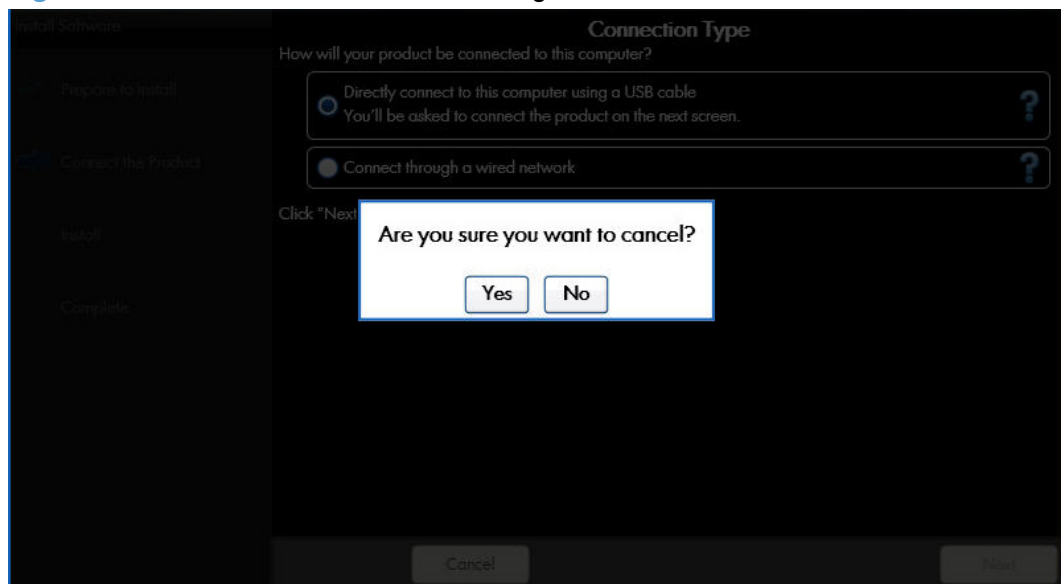 Install Software
Connection Type
How will your product be connected to this computer?
Prepare to Install
Directly connect to this computer using a USB cable
You'll be asked to connect the product on the next screen.
?
Connect the Product
Connect through a wired network
?
Click "Next
Install
Are you sure you want to cancel?
Yes
No
Complete
Cancel
Next